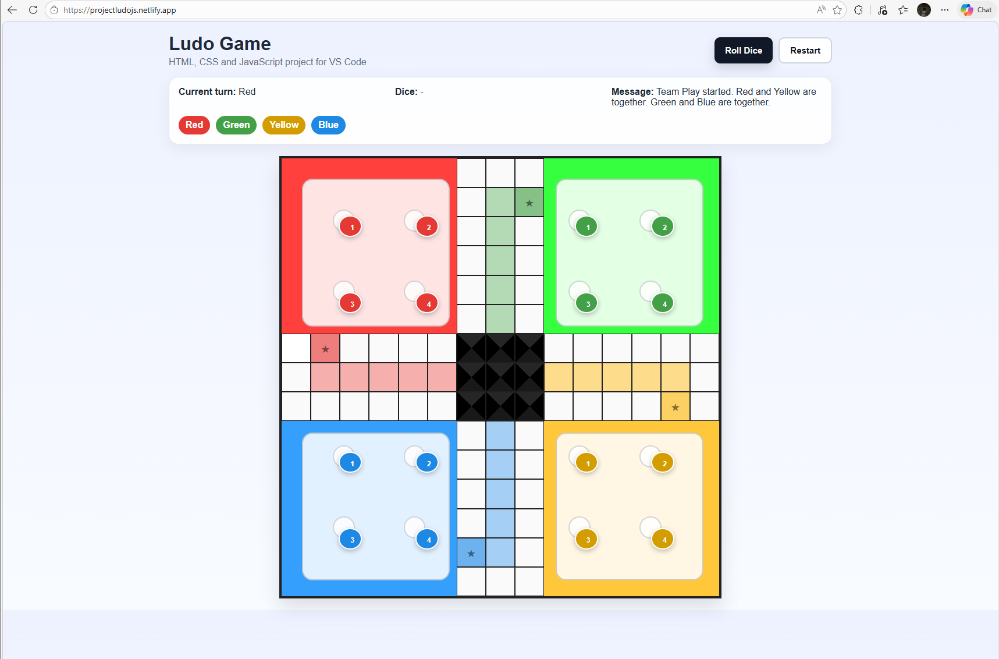 https://projectludojs.netlify.app
Chat
Ludo Game
HTML, CSS and JavaScript project for VS Code
Roll Dice
Restart
Current turn: Red
Dice: -
Message: Team Play started. Red and Yellow are
together. Green and Blue are together.
Red
Green
Yellow
Blue
★
1 2
1 2
3 4
3 4
★
★
1 2
1 2
3 4
3 4
★